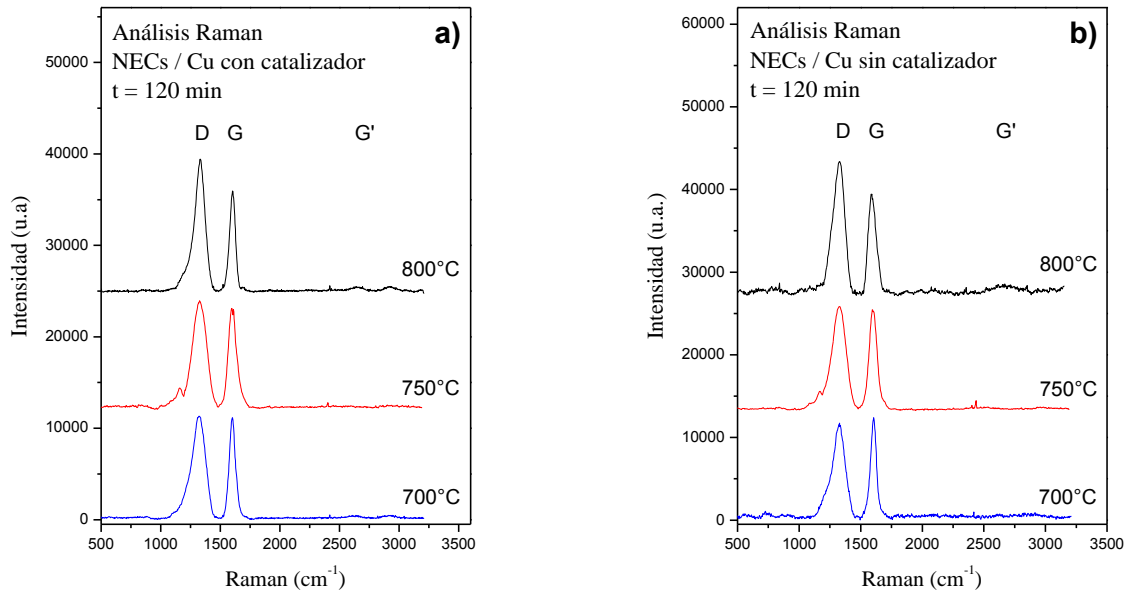 a)
Análisis Raman
NECs / Cu con catalizador
t = 120 min
D G G'
800°C
750°C
700°C
50000
40000
30000
20000
10000
0
Intensidad (u.a)
500 1000 1500 2000 2500 3000 3500
Raman (cm-1)
b)
Análisis Raman
NECs / Cu sin catalizador
t = 120 min
D G G'
800°C
750°C
700°C
60000
50000
40000
30000
20000
10000
0
Intensidad (u.a.)
500 1000 1500 2000 2500 3000 3500
Raman (cm-1)